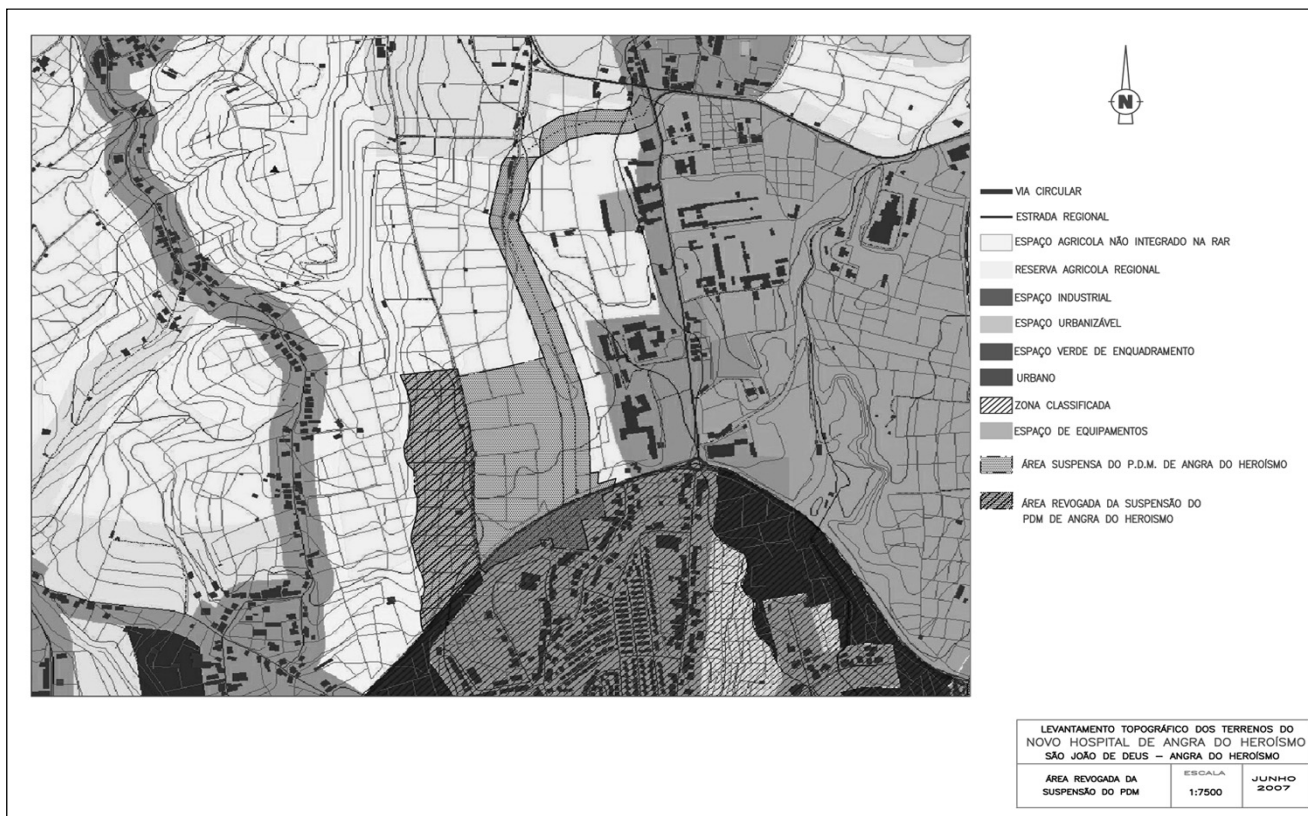 N
VIA CIRCULAR
ESTRADA REGIONAL
ESPAÇO AGRICOLA NÃO INTEGRADO NA RAR
RESERVA AGRICOLA REGIONAL
ESPAÇO INDUSTRIAL
ESPAÇO URBANIZÁVEL
ESPAÇO VERDE DE ENQUADRAMENTO
URBANO
ZONA CLASSIFICADA
ESPAÇO DE EQUIPAMENTOS
ÁREA SUSPENSA DO P.D.M. DE ANGRA DO HEROÍSMO
ÁREA REVOGADA DA SUSPENSÃO DO
PDM DE ANGRA DO HEROISMO
LEVANTAMENTO TOPOGRÁFICO DOS TERRENOS DO
NOVO HOSPITAL DE ANGRA DO HEROÍSMO
SÃO JOÃO DE DEUS – ANGRA DO HEROÍSMO
ÁREA REVOGADA DA
SUSPENSÃO DO PDM
ESCALA
1:7500
JUNHO
2007